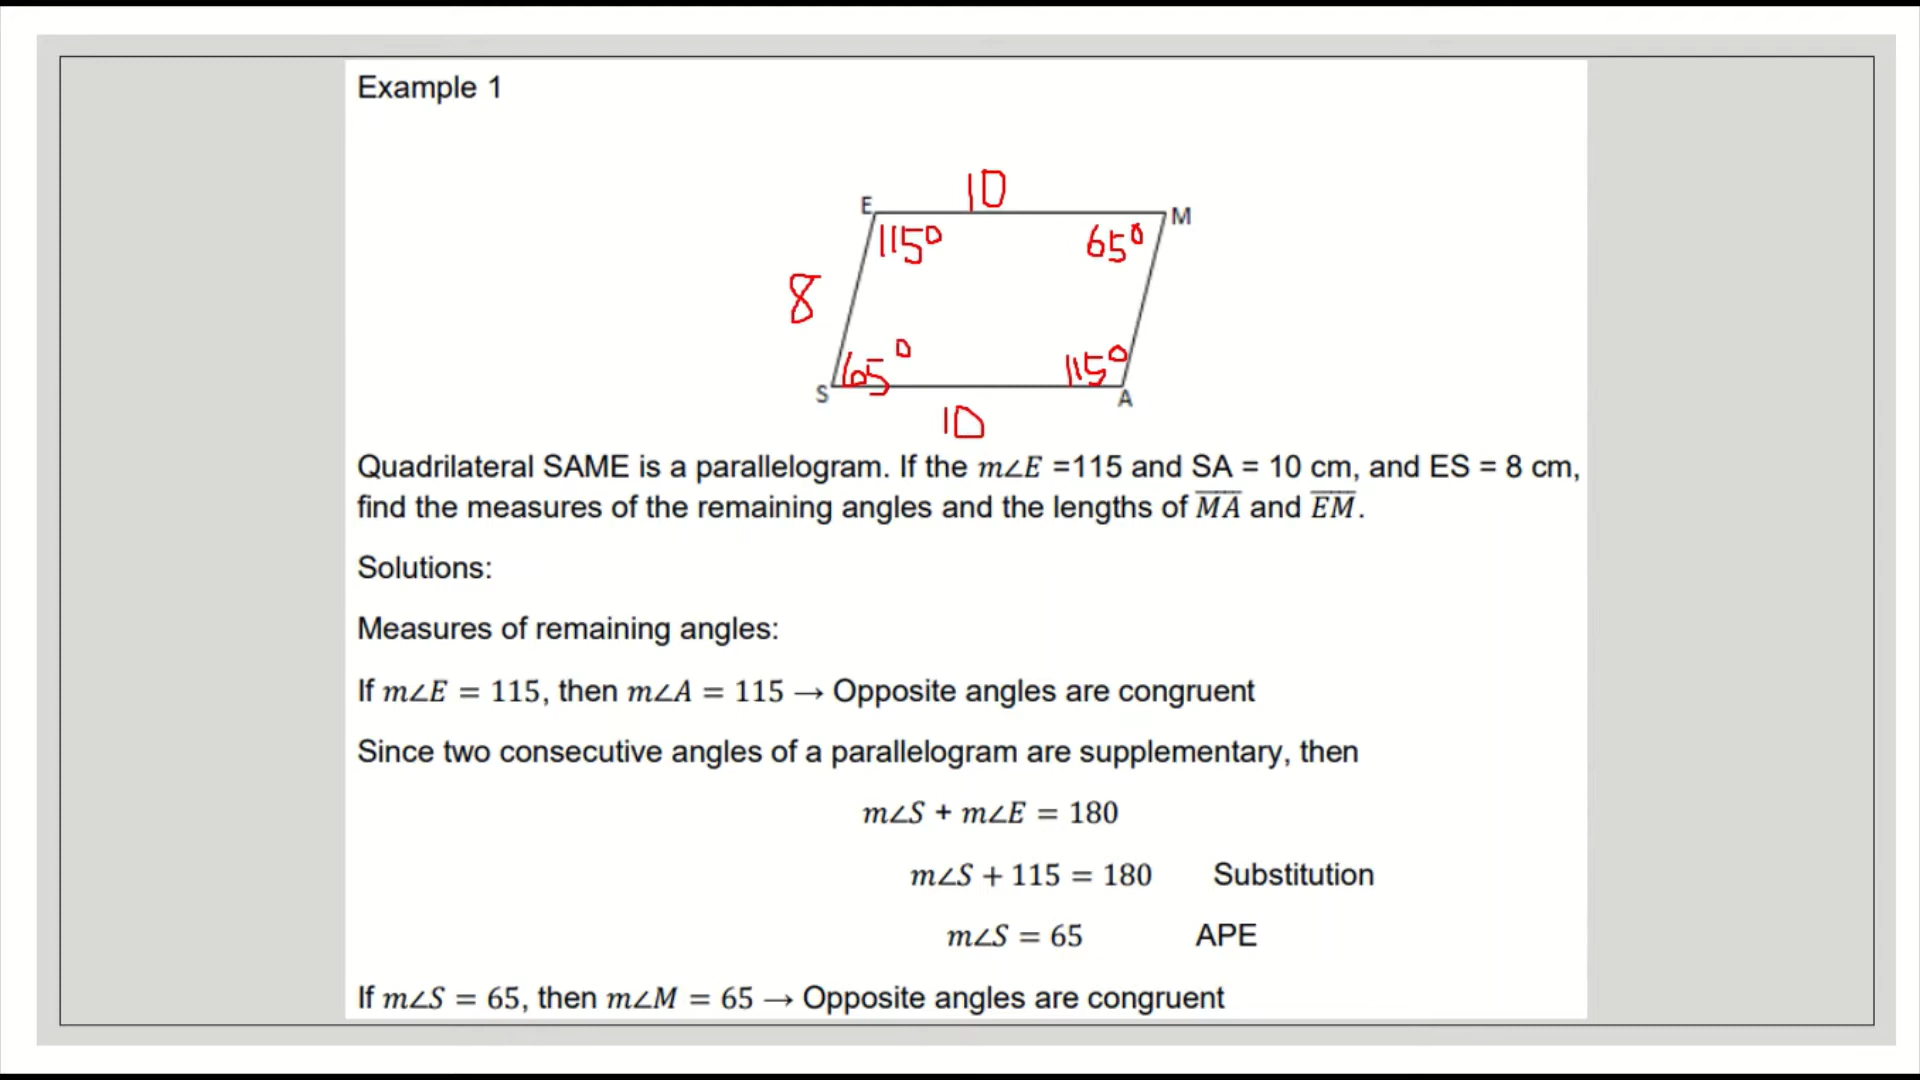 Example 1
10
E
M
115°
65°
8
65°
115°
S
A
10
Quadrilateral SAME is a parallelogram. If the m∠E =115 and SA = 10 cm, and ES = 8 cm,
find the measures of the remaining angles and the lengths of M̅A̅ and E̅M̅.
Solutions:
Measures of remaining angles:
If m∠E = 115, then m∠A = 115 → Opposite angles are congruent
Since two consecutive angles of a parallelogram are supplementary, then
m∠S + m∠E = 180
m∠S + 115 = 180 Substitution
m∠S = 65 APE
If m∠S = 65, then m∠M = 65 → Opposite angles are congruent